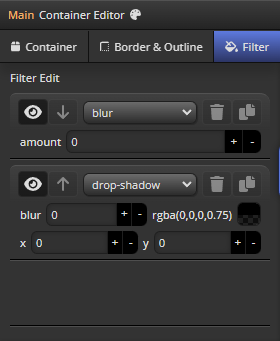 Main Container Editor
Container Border & Outline Filter
Filter Edit
blur
amount 0 + -
drop-shadow
blur 0 + - rgba(0,0,0,0.75)
x 0 + - y 0 + -